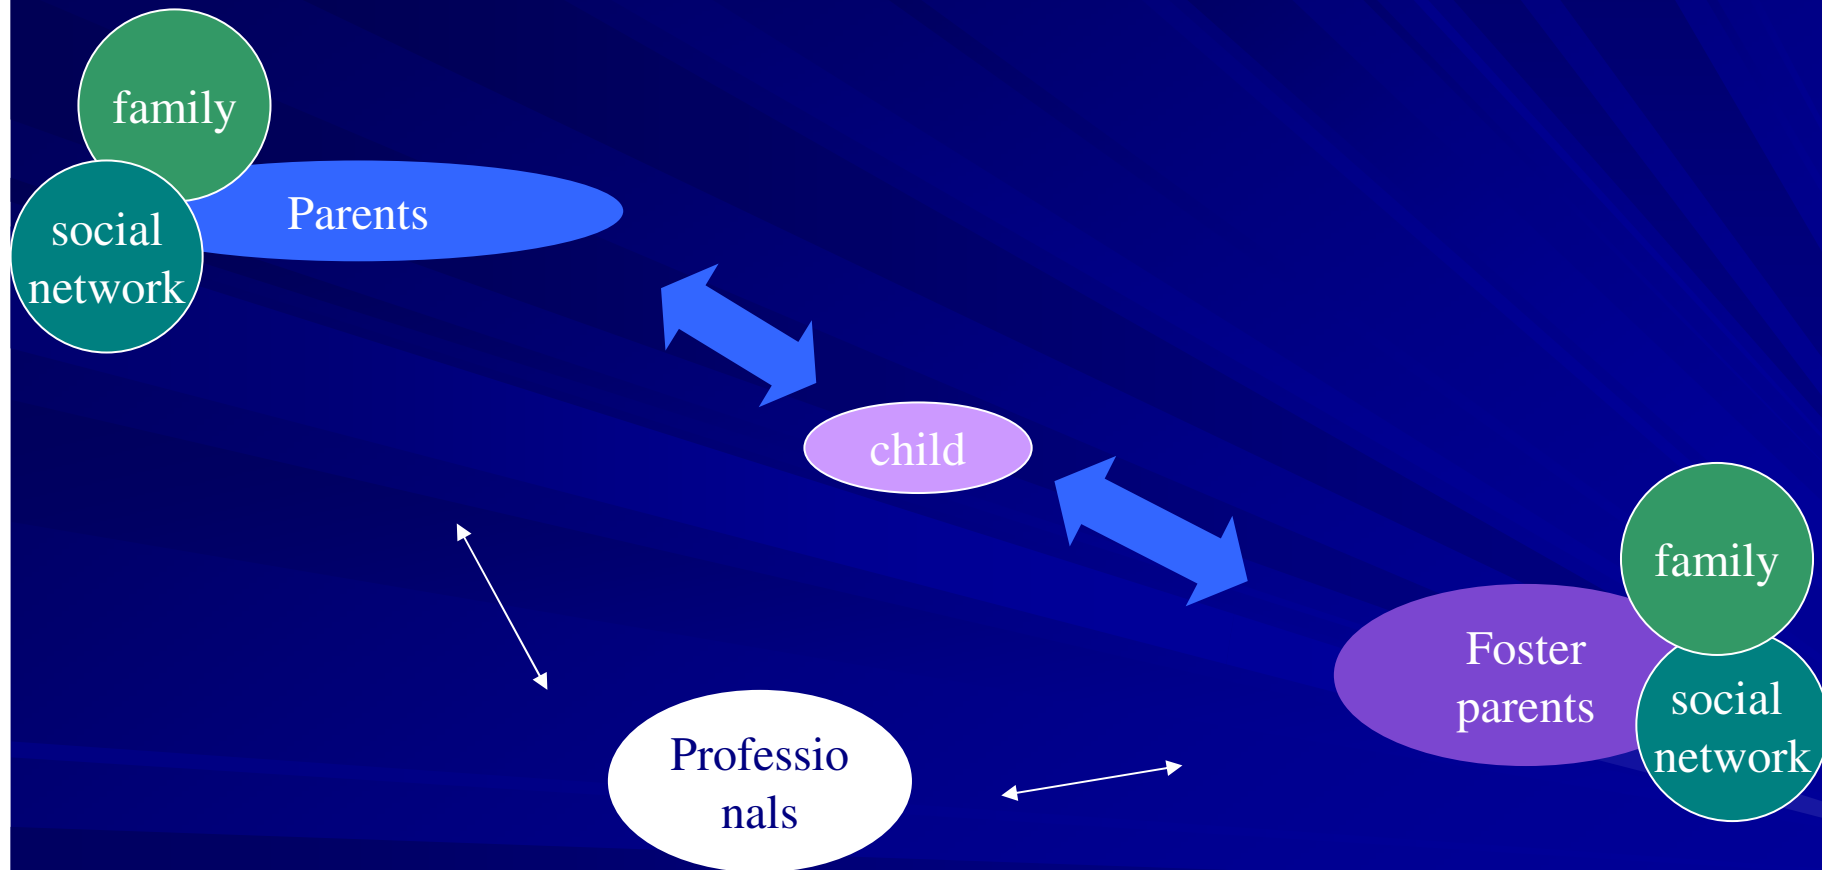 family
social
network
Parents
child
family
Foster
parents
social
network
Professio
nals